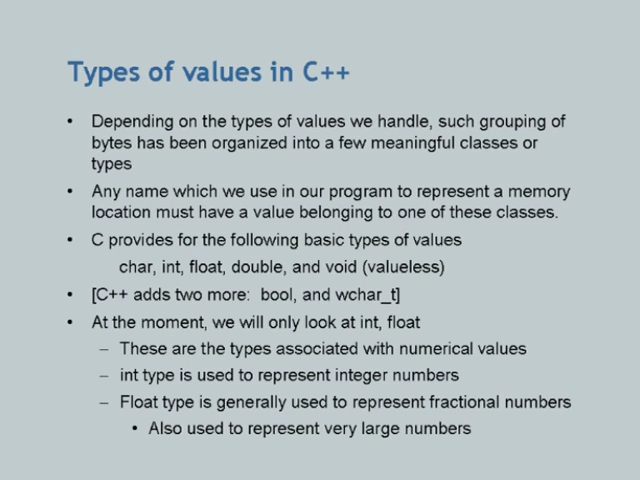 Types of values in C++
• Depending on the types of values we handle, such grouping of
bytes has been organized into a few meaningful classes or
types
• Any name which we use in our program to represent a memory
location must have a value belonging to one of these classes.
• C provides for the following basic types of values
char, int, float, double, and void (valueless)
• [C++ adds two more: bool, and wchar_t]
• At the moment, we will only look at int, float
– These are the types associated with numerical values
– int type is used to represent integer numbers
– Float type is generally used to represent fractional numbers
• Also used to represent very large numbers